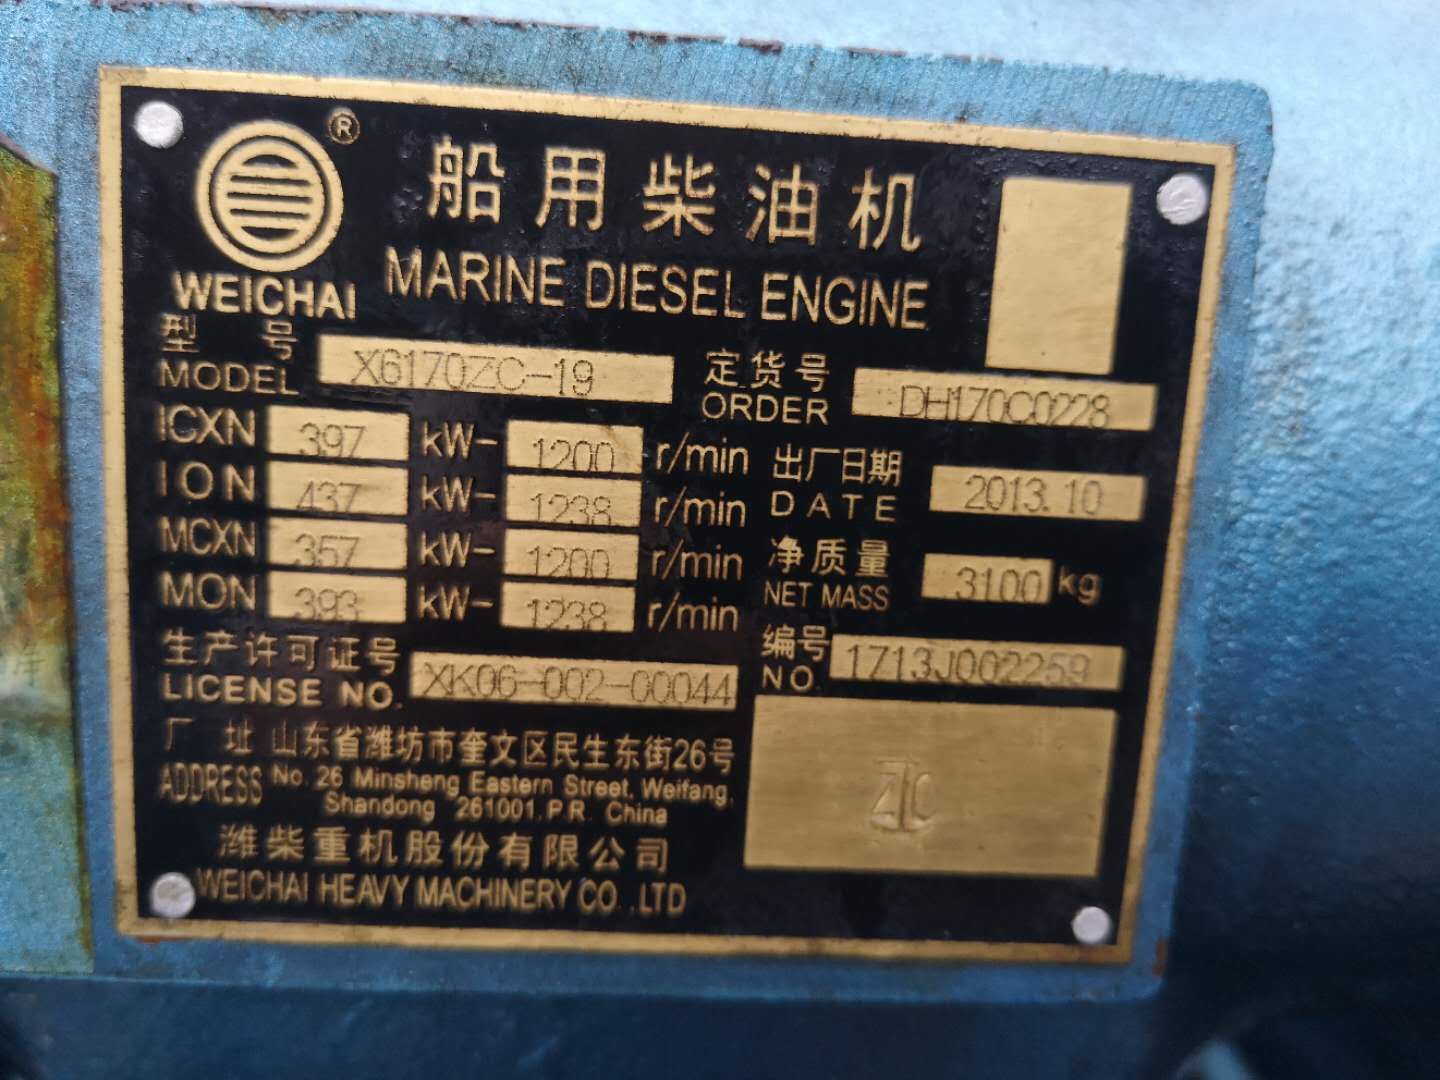 ®
船用柴油机
MARINE DIESEL ENGINE
WEICHAI
型号 X6170ZC-19 定货号 DH170C0228
MODEL ORDER
ICXN 397 kW- 1200 r/min 出厂日期 2013.10
ION 437 kW- 1238 r/min DATE
MCXN 357 kW- 1200 r/min 净质量 3100 kg
MON 393 kW- 1238 r/min NET MASS
生产许可证号 XK06-002-00044 编号 1713J002259
LICENSE NO. NO.
厂址 山东省潍坊市奎文区民生东街26号
ADDRESS No. 26 Minsheng Eastern Street, Weifang,
Shandong 261001, P.R. China
潍柴重机股份有限公司
WEICHAI HEAVY MACHINERY CO.,LTD
ZC